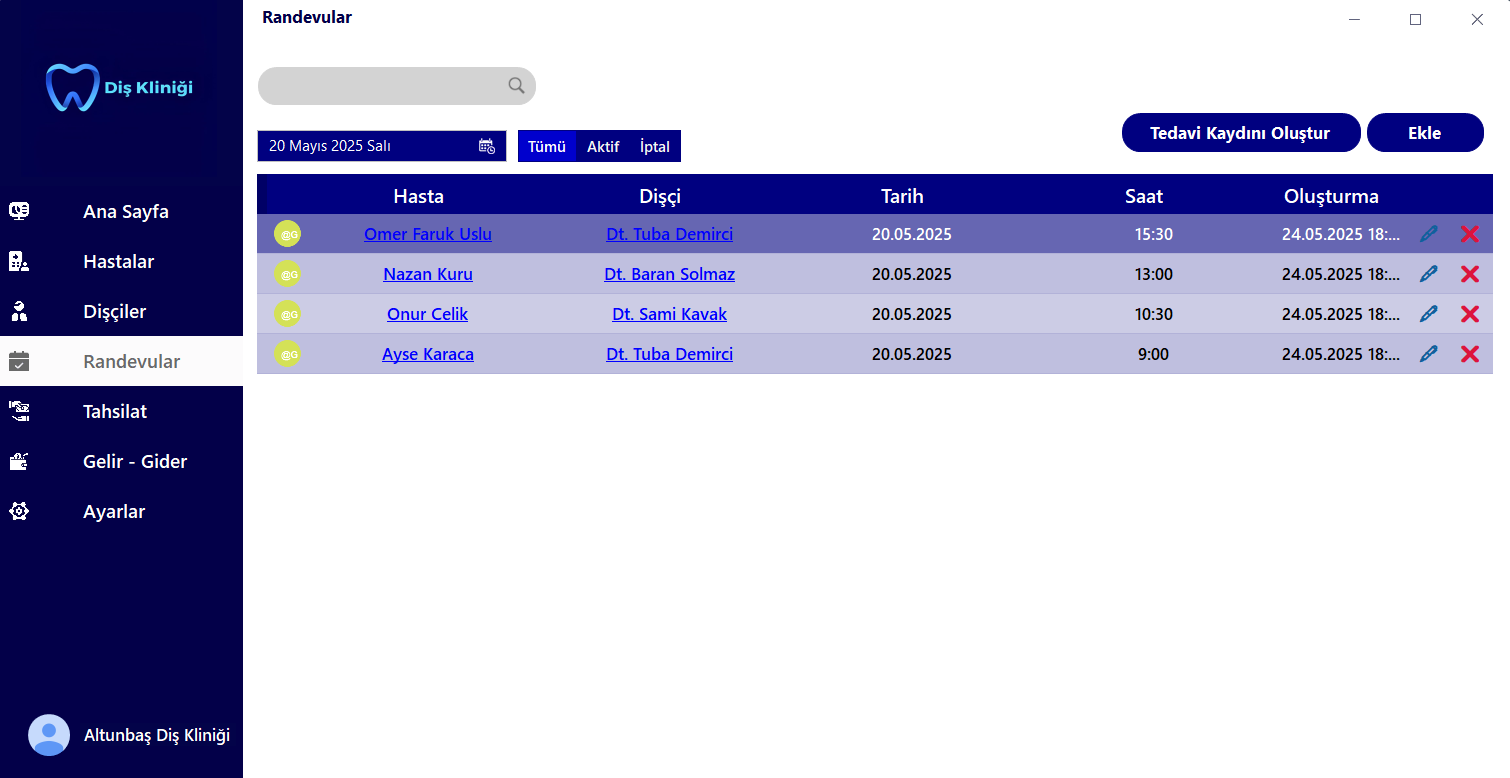 Diş Kliniği
Ana Sayfa
Hastalar
Dişçiler
Randevular
Tahsilat
Gelir - Gider
Ayarlar
Altunbaş Diş Kliniği
Randevular
20 Mayıs 2025 Salı
Tümü Aktif İptal
Tedavi Kaydını Oluştur
Ekle
Hasta Dişçi Tarih Saat Oluşturma
@G Omer Faruk Uslu Dt. Tuba Demirci 20.05.2025 15:30 24.05.2025 18:...
@G Nazan Kuru Dt. Baran Solmaz 20.05.2025 13:00 24.05.2025 18:...
@G Onur Celik Dt. Sami Kavak 20.05.2025 10:30 24.05.2025 18:...
@G Ayse Karaca Dt. Tuba Demirci 20.05.2025 9:00 24.05.2025 18:...